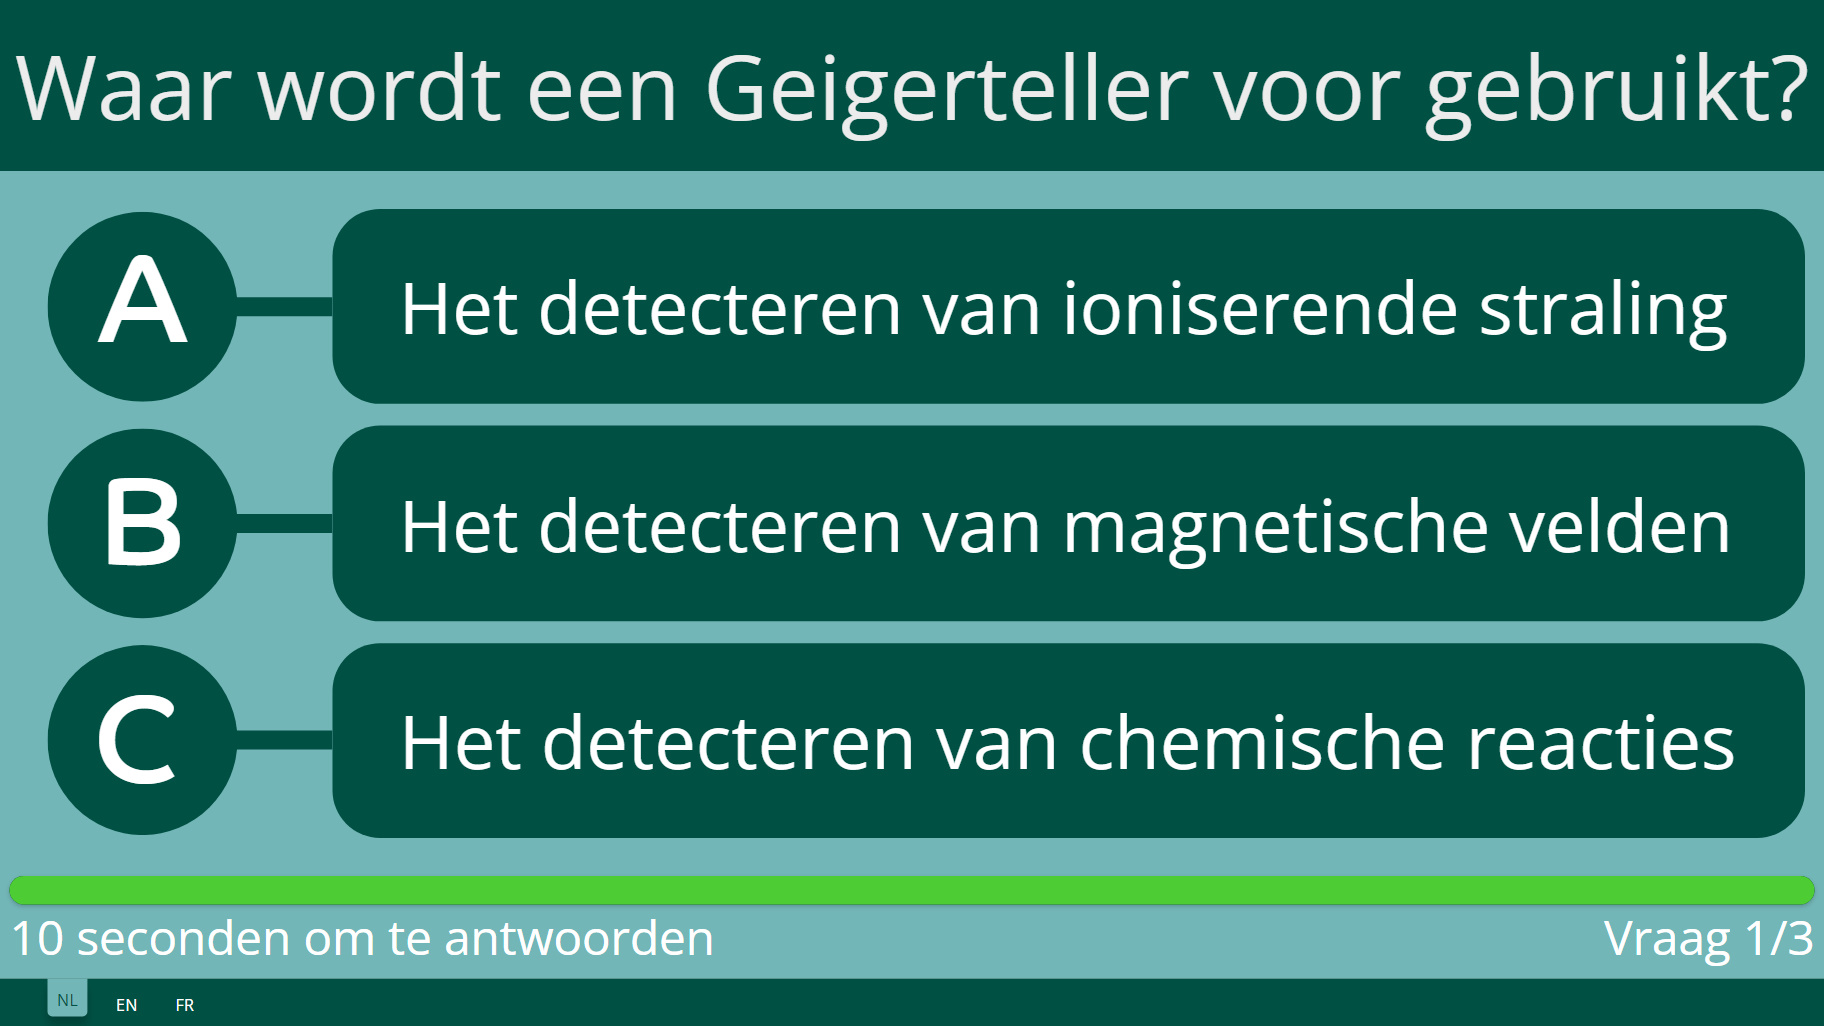 Waar wordt een Geigerteller voor gebruikt?
A Het detecteren van ioniserende straling
B Het detecteren van magnetische velden
C Het detecteren van chemische reacties
10 seconden om te antwoorden Vraag 1/3
NL EN FR